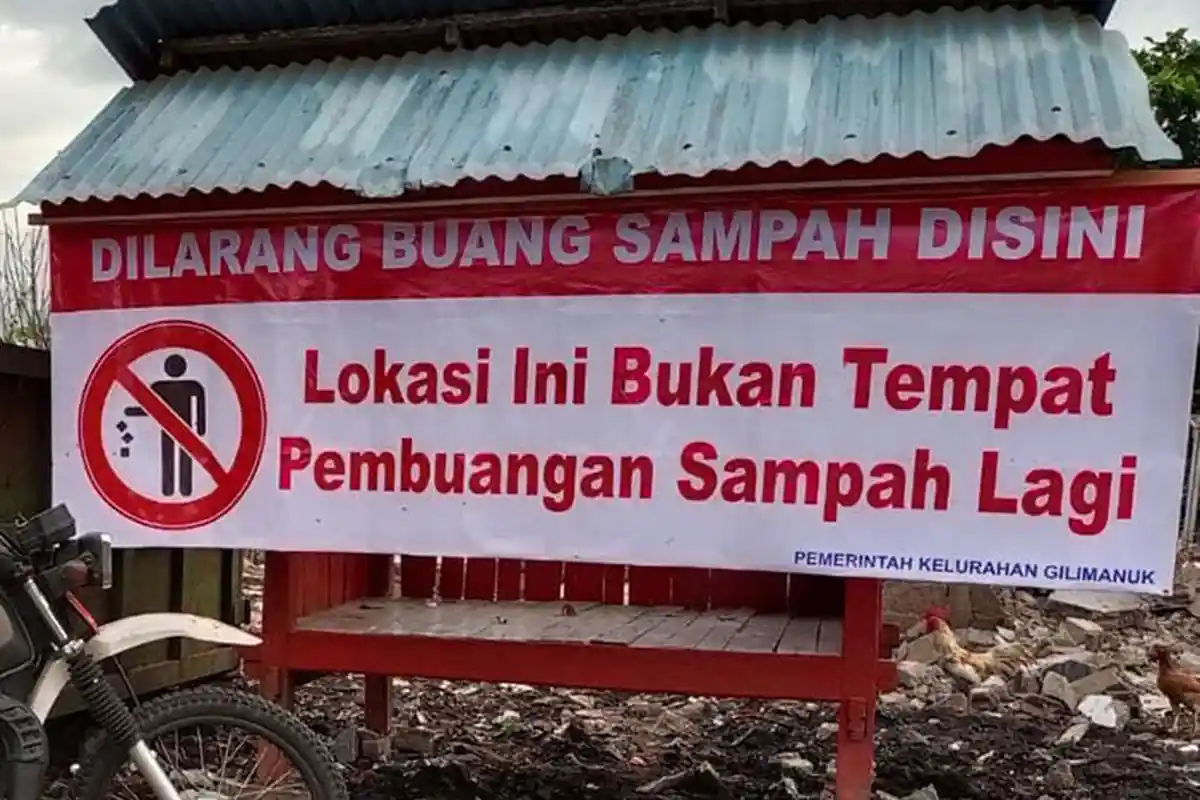 DILARANG BUANG SAMPAH DISINI
Lokasi Ini Bukan Tempat
Pembuangan Sampah Lagi
PEMERINTAH KELURAHAN GILIMANUK